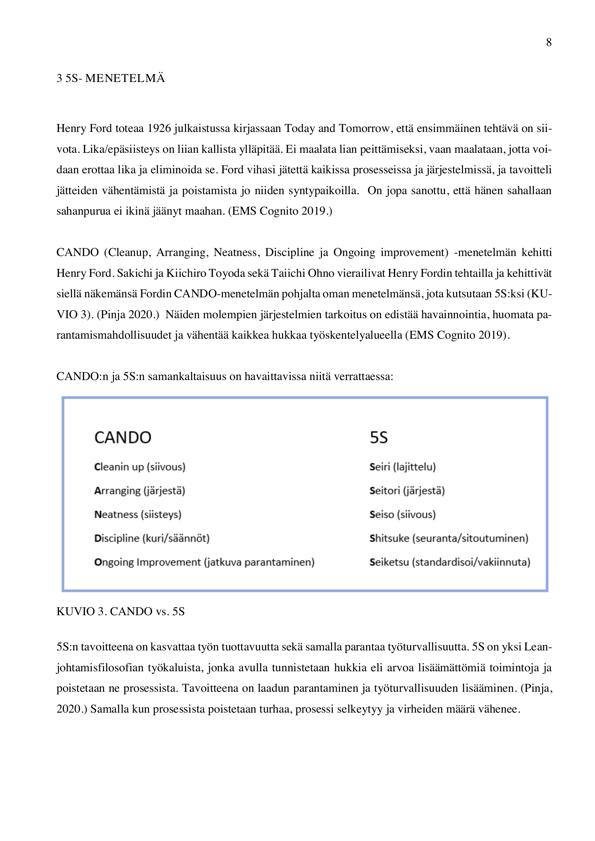 8
3 5S- MENETELMÄ
Henry Ford toteaa 1926 julkaistussa kirjassaan Today and Tomorrow, että ensimmäinen tehtävä on sii-
vota. Lika/epäsiisteys on liian kallista ylläpitää. Ei maalata lian peittämiseksi, vaan maalataan, jotta voi-
daan erottaa lika ja eliminoida se. Ford vihasi jätettä kaikissa prosesseissa ja järjestelmissä, ja tavoitteli
jätteiden vähentämistä ja poistamista jo niiden syntypaikoilla.  On jopa sanottu, että hänen sahallaan
sahanpurua ei ikinä jäänyt maahan. (EMS Cognito 2019.)
CANDO (Cleanup, Arranging, Neatness, Discipline ja Ongoing improvement) -menetelmän kehitti
Henry Ford. Sakichi ja Kiichiro Toyoda sekä Taiichi Ohno vierailivat Henry Fordin tehtailla ja kehittivät
siellä näkemänsä Fordin CANDO-menetelmän pohjalta oman menetelmänsä, jota kutsutaan 5S:ksi (KU-
VIO 3). (Pinja 2020.)  Näiden molempien järjestelmien tarkoitus on edistää havainnointia, huomata pa-
rantamismahdollisuudet ja vähentää kaikkea hukkaa työskentelyalueella (EMS Cognito 2019).
CANDO:n ja 5S:n samankaltaisuus on havaittavissa niitä verrattaessa:
CANDO 5S
Cleanin up (siivous) Seiri (lajittelu)
Arranging (järjestä) Seitori (järjestä)
Neatness (siisteys) Seiso (siivous)
Discipline (kuri/säännöt) Shitsuke (seuranta/sitoutuminen)
Ongoing Improvement (jatkuva parantaminen) Seiketsu (standardisoi/vakiinnuta)
KUVIO 3. CANDO vs. 5S
5S:n tavoitteena on kasvattaa työn tuottavuutta sekä samalla parantaa työturvallisuutta. 5S on yksi Lean-
johtamisfilosofian työkaluista, jonka avulla tunnistetaan hukkia eli arvoa lisäämättömiä toimintoja ja
poistetaan ne prosessista. Tavoitteena on laadun parantaminen ja työturvallisuuden lisääminen. (Pinja,
2020.) Samalla kun prosessista poistetaan turhaa, prosessi selkeytyy ja virheiden määrä vähenee.